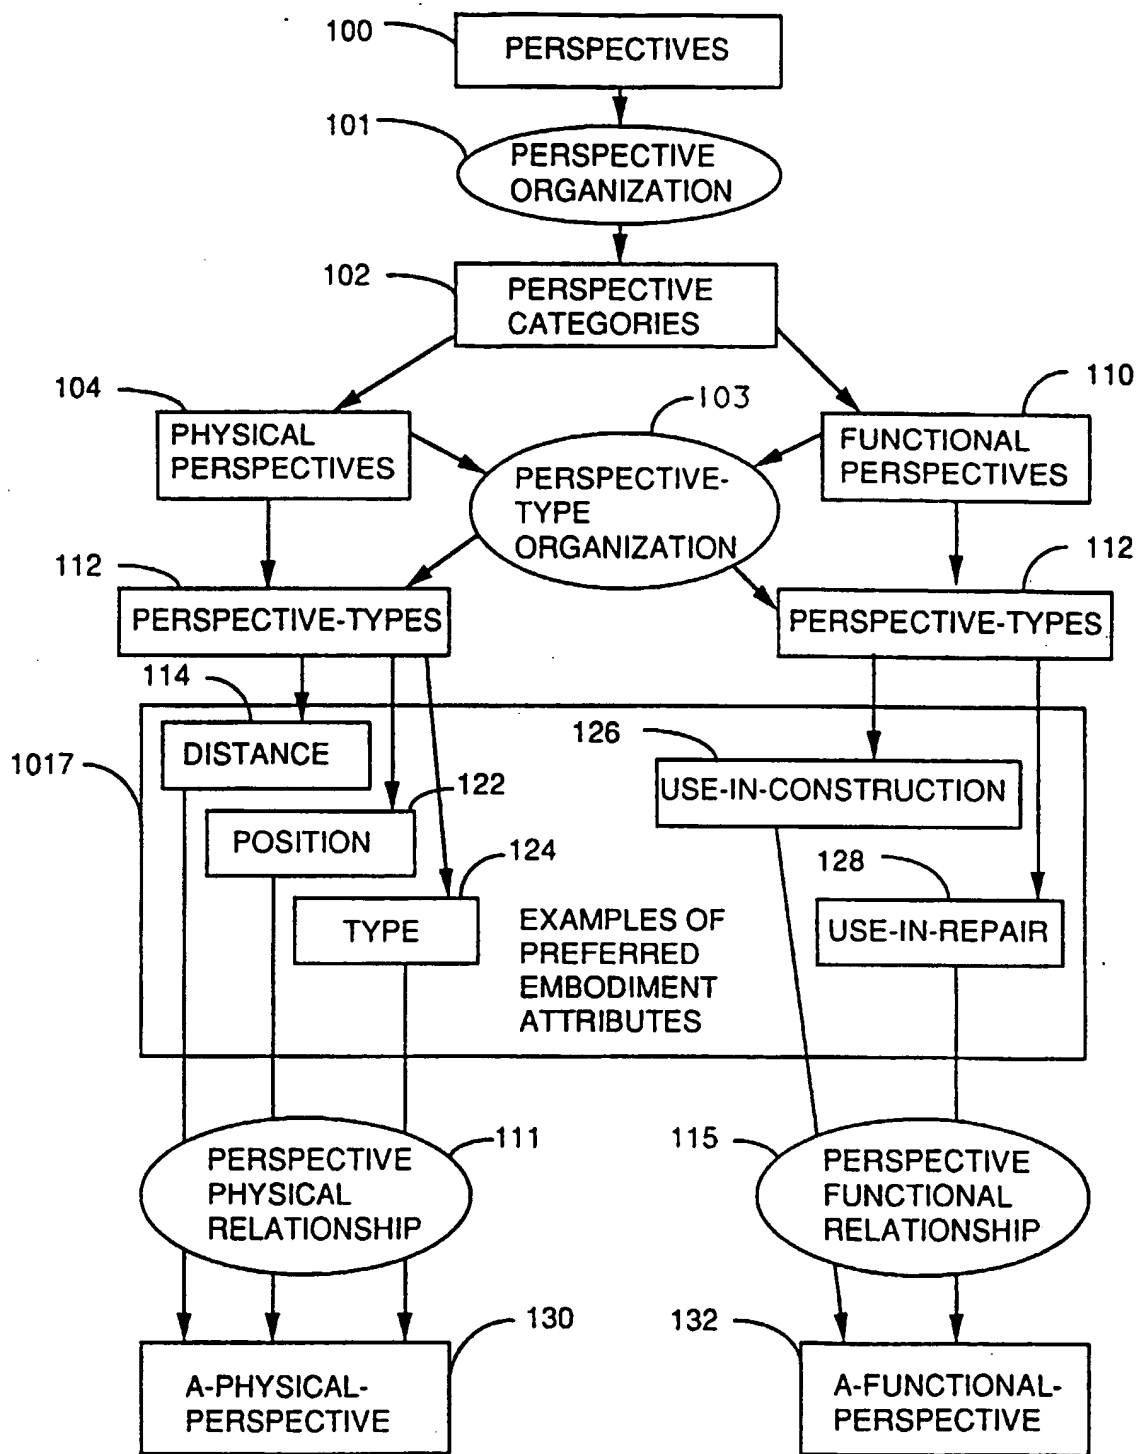 100
PERSPECTIVES
101
PERSPECTIVE
ORGANIZATION
102
PERSPECTIVE
CATEGORIES
104
PHYSICAL
PERSPECTIVES
103
PERSPECTIVE-
TYPE
ORGANIZATION
110
FUNCTIONAL
PERSPECTIVES
112
PERSPECTIVE-TYPES
112
PERSPECTIVE-TYPES
1017
114
DISTANCE
122
POSITION
124
TYPE
EXAMPLES OF
PREFERRED
EMBODIMENT
ATTRIBUTES
126
USE-IN-CONSTRUCTION
128
USE-IN-REPAIR
111
PERSPECTIVE
PHYSICAL
RELATIONSHIP
115
PERSPECTIVE
FUNCTIONAL
RELATIONSHIP
130
A-PHYSICAL-
PERSPECTIVE
132
A-FUNCTIONAL-
PERSPECTIVE